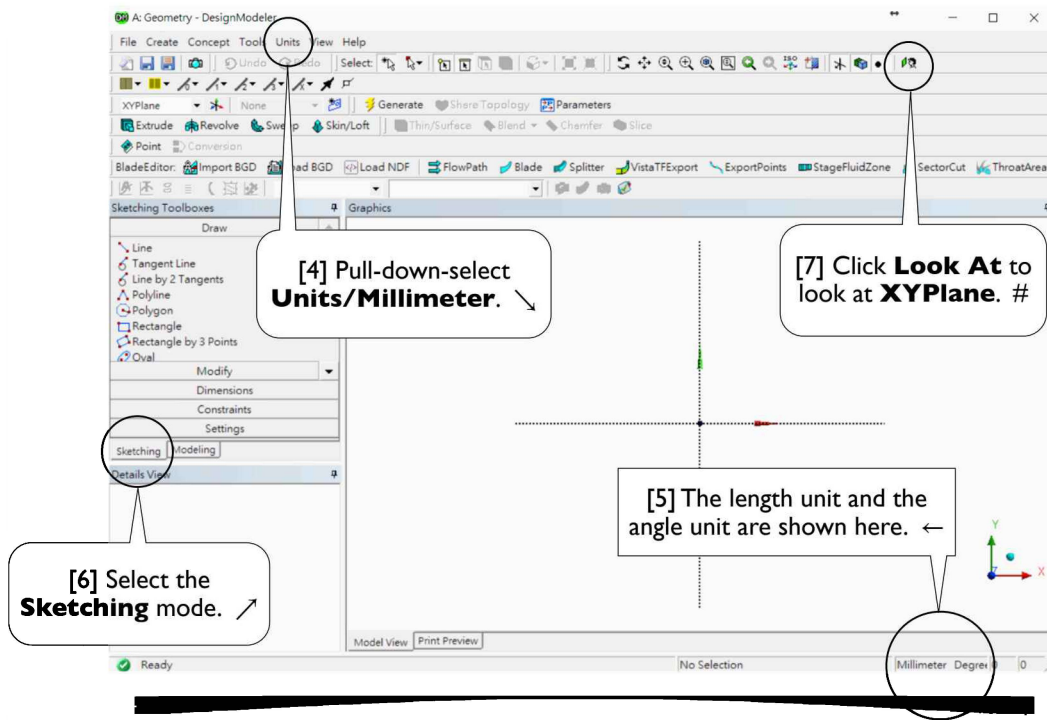 A: Geometry - DesignModeler
File Create Concept Tools Units View Help
Undo Redo Select:
XYPlane None Generate Share Topology Parameters
Extrude Revolve Sweep Skin/Loft Thin/Surface Blend Chamfer Slice
Point Conversion
BladeEditor: Import BGD Load BGD Load NDF FlowPath Blade Splitter VistaTFExport ExportPoints StageFluidZone SectorCut ThroatArea
Sketching Toolboxes
Draw
Line
Tangent Line
Line by 2 Tangents
Polyline
Polygon
Rectangle
Rectangle by 3 Points
Oval
Modify
Dimensions
Constraints
Settings
Sketching Modeling
Details View
Graphics
[4] Pull-down-select
Units/Millimeter. ↘
[7] Click Look At to
look at XYPlane. #
[5] The length unit and the
angle unit are shown here. ←
[6] Select the
Sketching mode. ↗
Y
X
Model View Print Preview
Ready No Selection Millimeter Degree 0 0